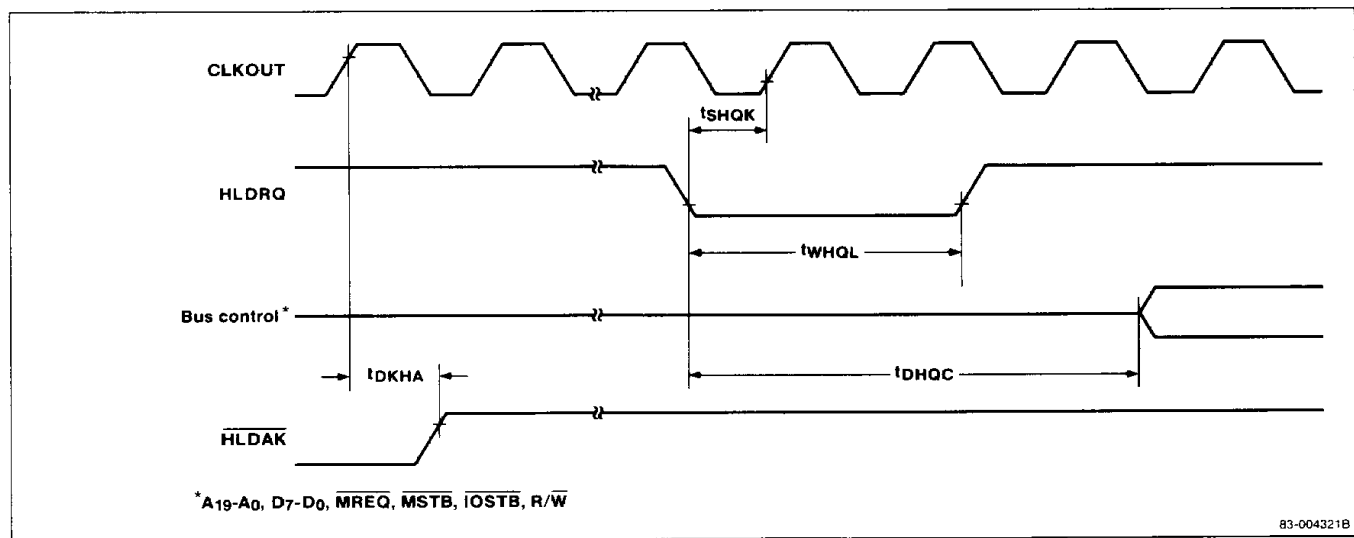 CLKOUT
tSHQK
HLDRQ
tWHQL
Bus control*
tDKHA
tDHQC
HLDAK
*A19-A0, D7-D0, MREQ, MSTB, IOSTB, R/W
83-004321B